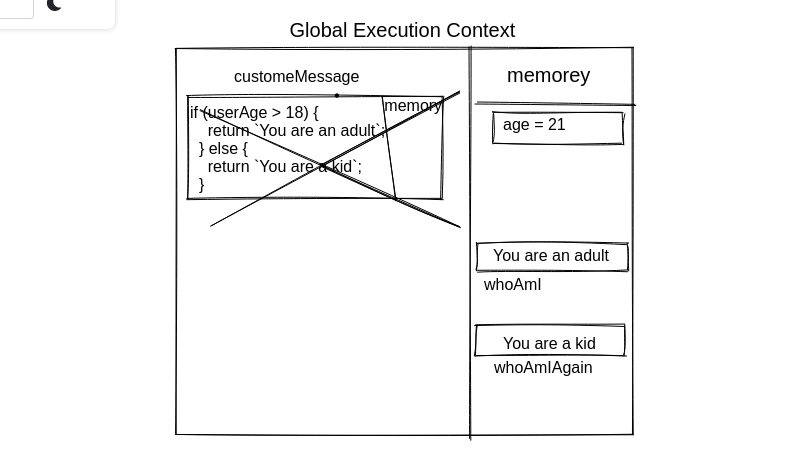 Global Execution Context
customeMessage
memorey
if (userAge > 18) {
memory
return `You are an adult`;
} else {
return `You are a kid`;
}
age = 21
You are an adult
whoAmI
You are a kid
whoAmIAgain